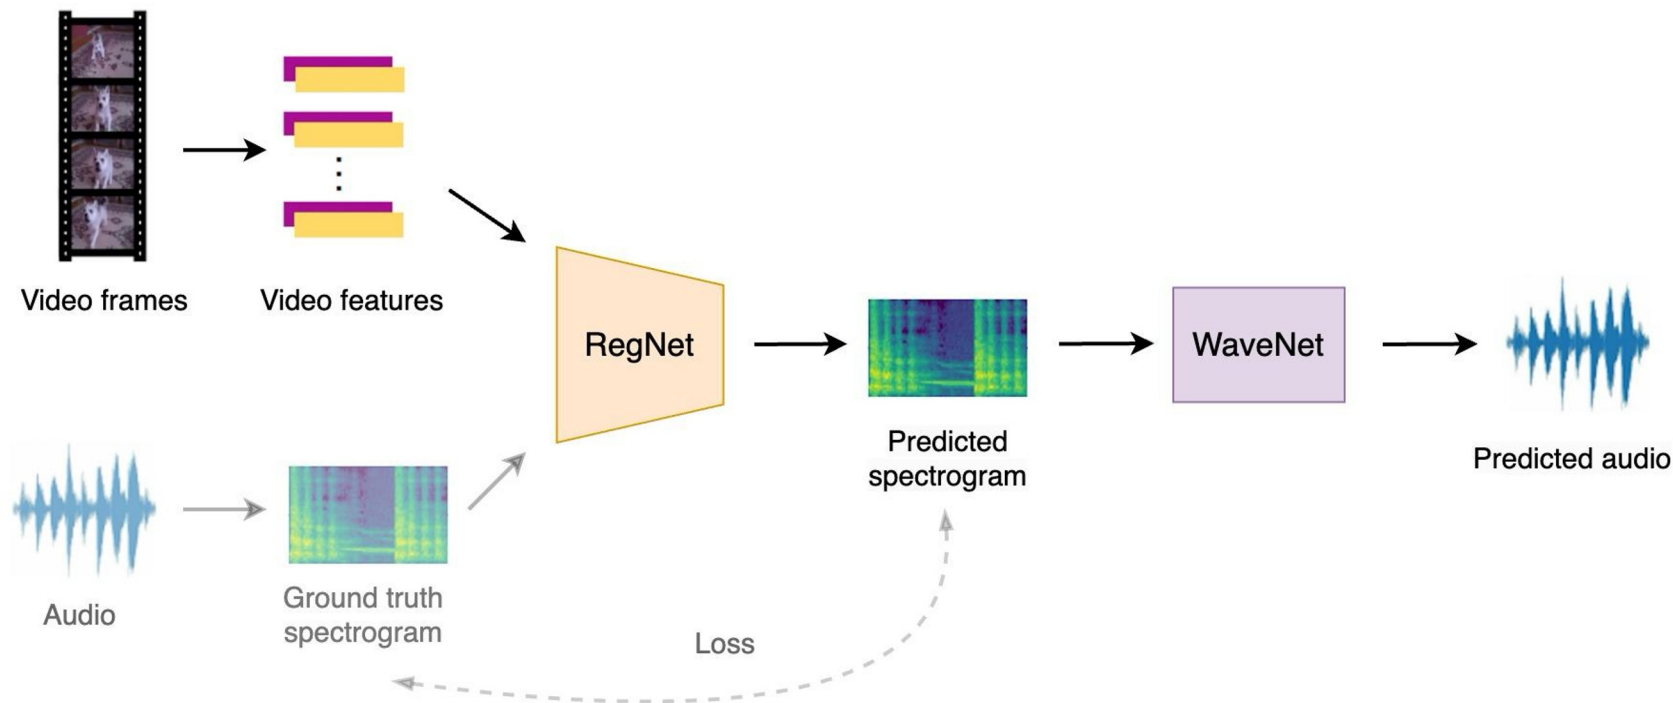 Video frames
Video features
RegNet
WaveNet
Predicted
spectrogram
Predicted audio
Audio
Ground truth
spectrogram
Loss